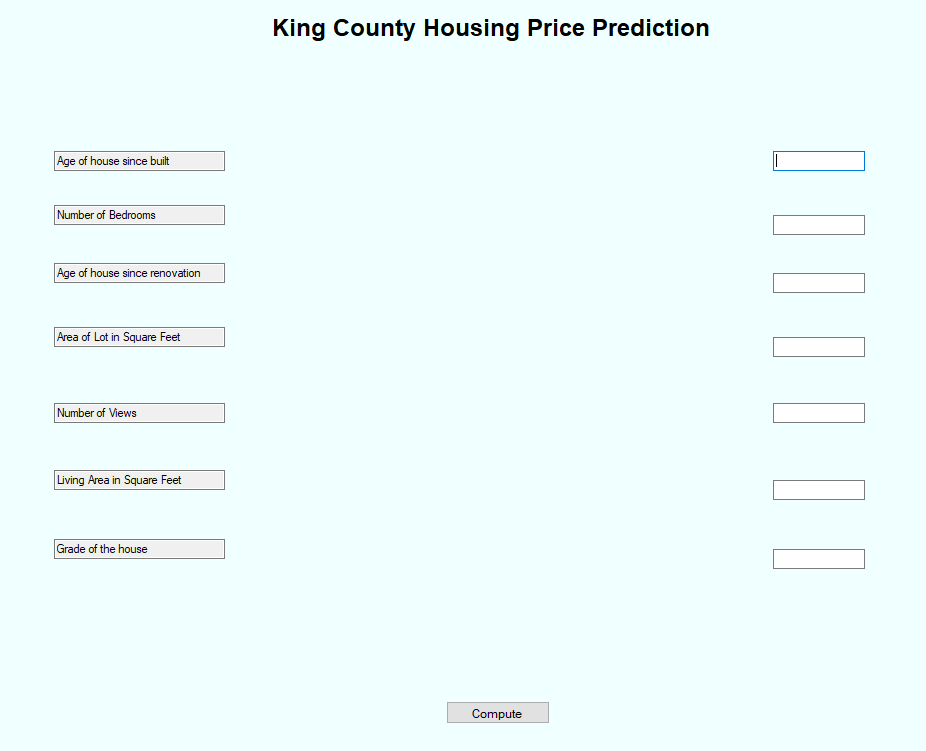 King County Housing Price Prediction
Age of house since built
Number of Bedrooms
Age of house since renovation
Area of Lot in Square Feet
Number of Views
Living Area in Square Feet
Grade of the house
Compute